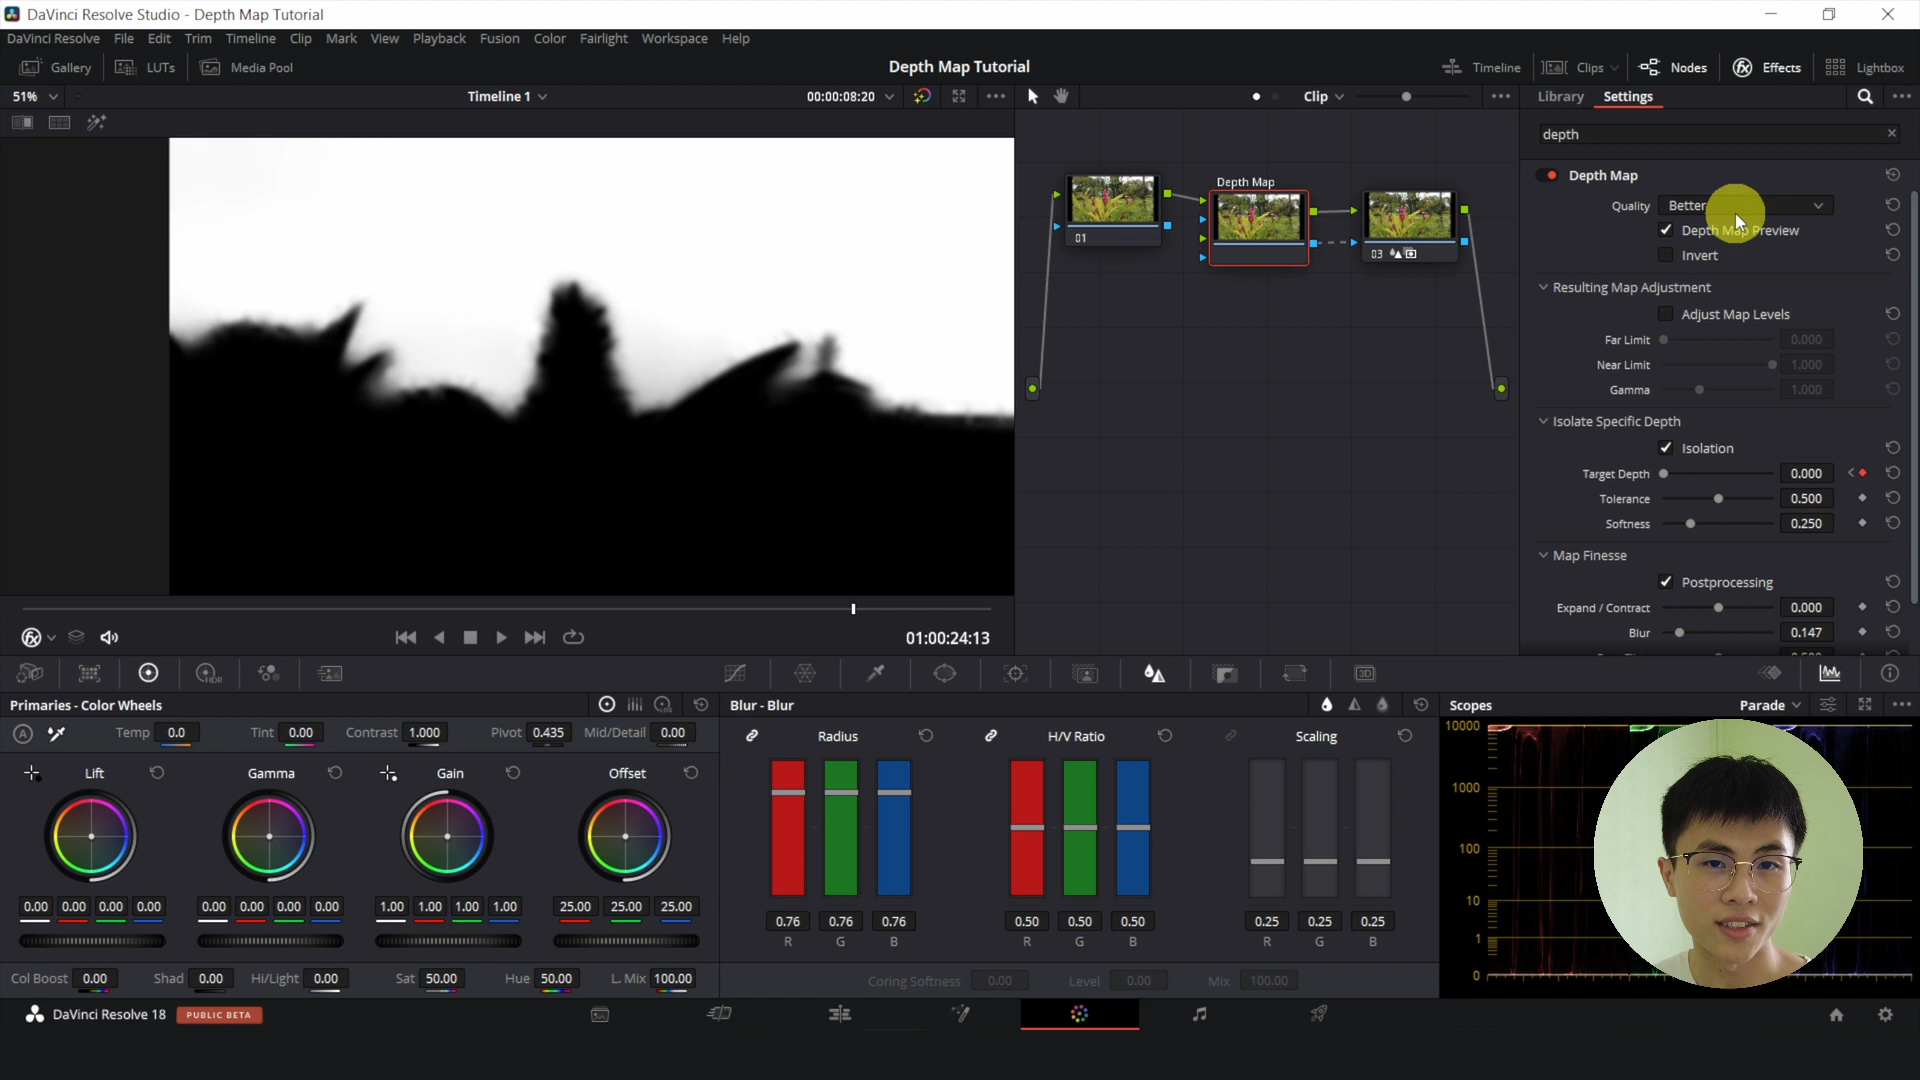 DaVinci Resolve Studio - Depth Map Tutorial
DaVinci Resolve File Edit Trim Timeline Clip Mark View Playback Fusion Color Fairlight Workspace Help
Gallery LUTs Media Pool Depth Map Tutorial Timeline Clips Nodes Effects Lightbox
51% Timeline 1 00:00:08:20 Clip Library Settings
depth
Depth Map
Quality Better
Depth Map Preview
Invert
Resulting Map Adjustment
Adjust Map Levels
Far Limit 0.000
Near Limit 1.000
Gamma 1.000
Isolate Specific Depth
Isolation
Target Depth 0.000
Tolerance 0.500
Softness 0.250
Map Finesse
Postprocessing
Expand / Contract 0.000
Blur 0.147
Depth Map
01
03
01:00:24:13
HDR
3D
Primaries - Color Wheels
A Temp 0.0 Tint 0.00 Contrast 1.000 Pivot 0.435 Mid/Detail 0.00
Lift Gamma Gain Offset
0.00 0.00 0.00 0.00 0.00 0.00 0.00 0.00 1.00 1.00 1.00 1.00 25.00 25.00 25.00
Col Boost 0.00 Shad 0.00 Hi/Light 0.00 Sat 50.00 Hue 50.00 L. Mix 100.00
Blur - Blur
Radius H/V Ratio Scaling
0.76 0.76 0.76 0.50 0.50 0.50 0.25 0.25 0.25
R G B R G B R G B
Coring Softness 0.00 Level 0.00 Mix 100.00
Scopes Parade
10000
1000
100
10
1
0
DaVinci Resolve 18 PUBLIC BETA